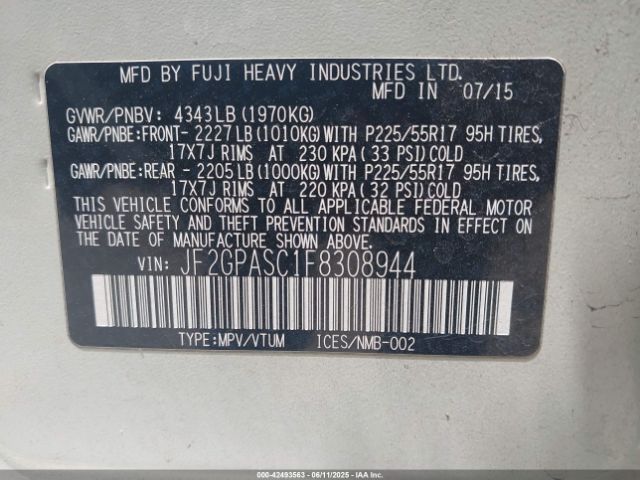 MFD BY FUJI HEAVY INDUSTRIES LTD.
MFD IN 07/15
GVWR/PNBV: 4343LB (1970KG)
GAWR/PNBE:FRONT- 2227LB(1010KG)WITH P225/55R17 95H TIRES,
17X7J RIMS AT 230 KPA(33 PSI)COLD
GAWR/PNBE:REAR - 2205LB(1000KG)WITH P225/55R17 95H TIRES,
17X7J RIMS AT 220 KPA(32 PSI)COLD
THIS VEHICLE CONFORMS TO ALL APPLICABLE FEDERAL MOTOR
VEHICLE SAFETY AND THEFT PREVENTION STANDARDS IN EFFECT ON
THE DATE OF MANUFACTURE SHOWN ABOVE.
VIN: JF2GPASC1F8308944
TYPE:MPV/VTUM ICES/NMB-002
000-42493563 - 06/11/2025 - IAA Inc.